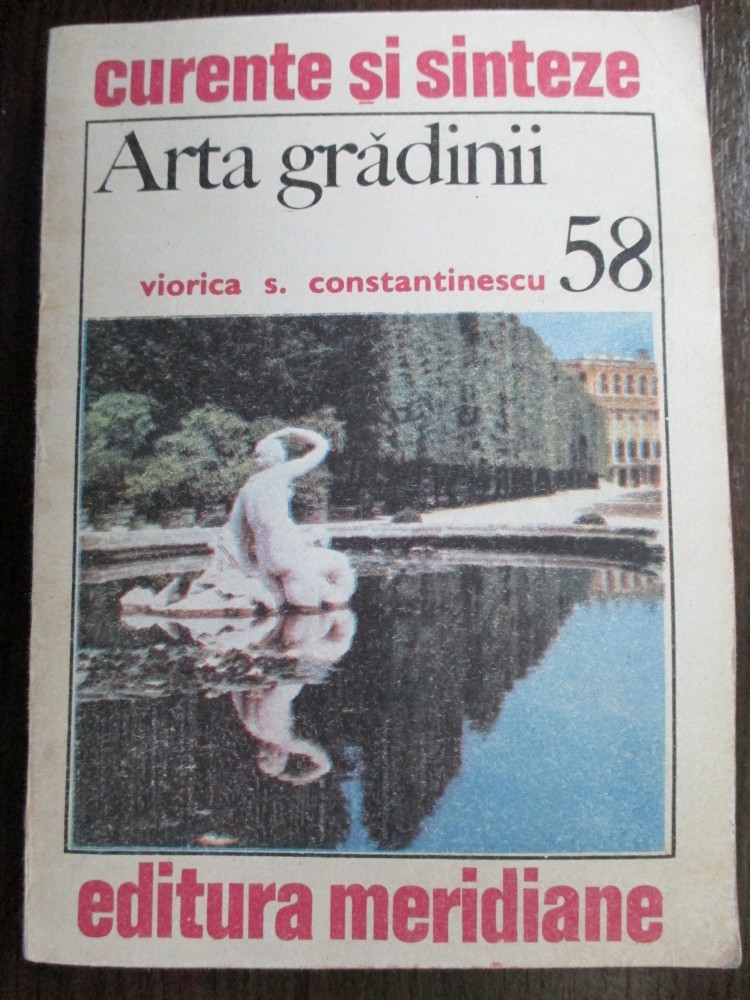 curente și sinteze
Arta grădinii
58
viorica s. constantinescu
editura meridiane